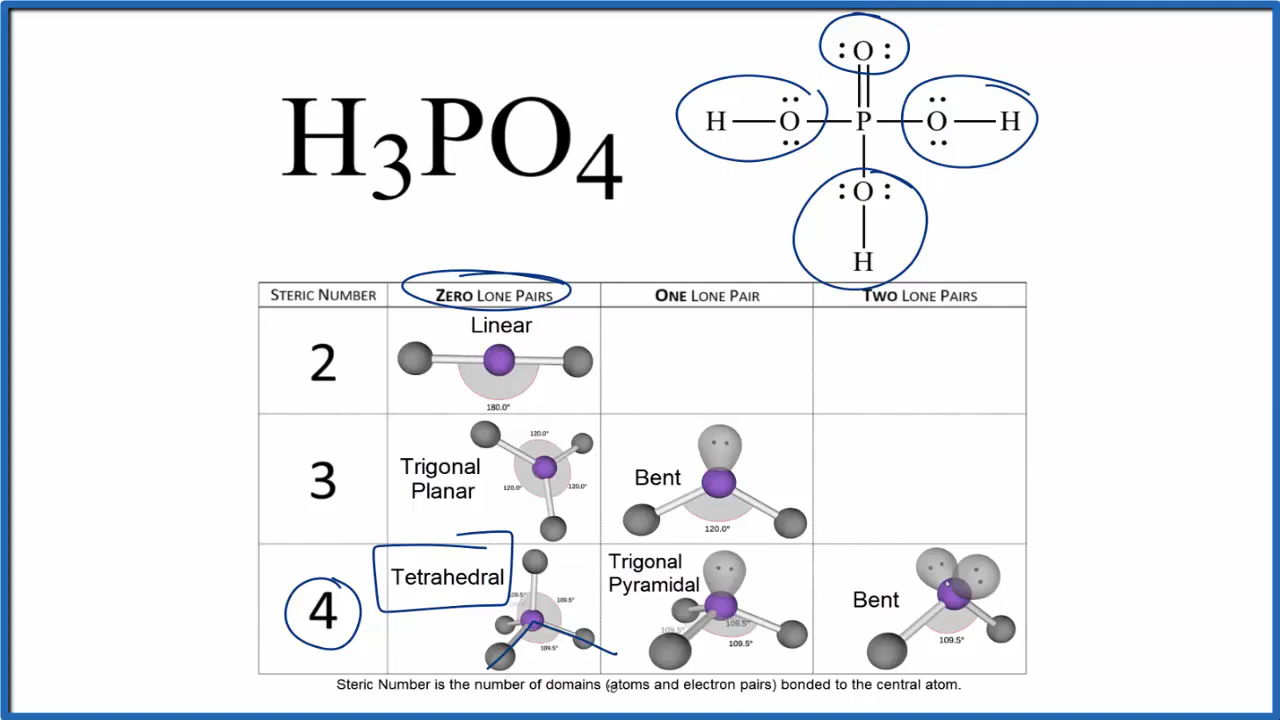 H₃PO₄
:O:
H—O—P—O—H
:O:
H
STERIC NUMBER ZERO LONE PAIRS ONE LONE PAIR TWO LONE PAIRS
2
Linear
180.0°
3
Trigonal
Planar
120.0°
120.0°
120.0°
Bent
120.0°
4
Tetrahedral
109.5°
109.5°
109.5°
Trigonal
Pyramidal
109.5°
109.5°
109.5°
Bent
109.5°
Steric Number is the number of domains (atoms and electron pairs) bonded to the central atom.